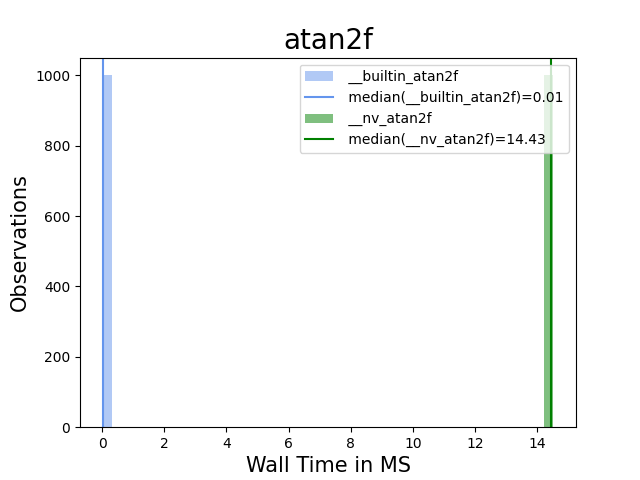 atan2f
Observations
1000
800
600
400
200
0
__builtin_atan2f
median(__builtin_atan2f)=0.01
__nv_atan2f
median(__nv_atan2f)=14.43
0 2 4 6 8 10 12 14
Wall Time in MS